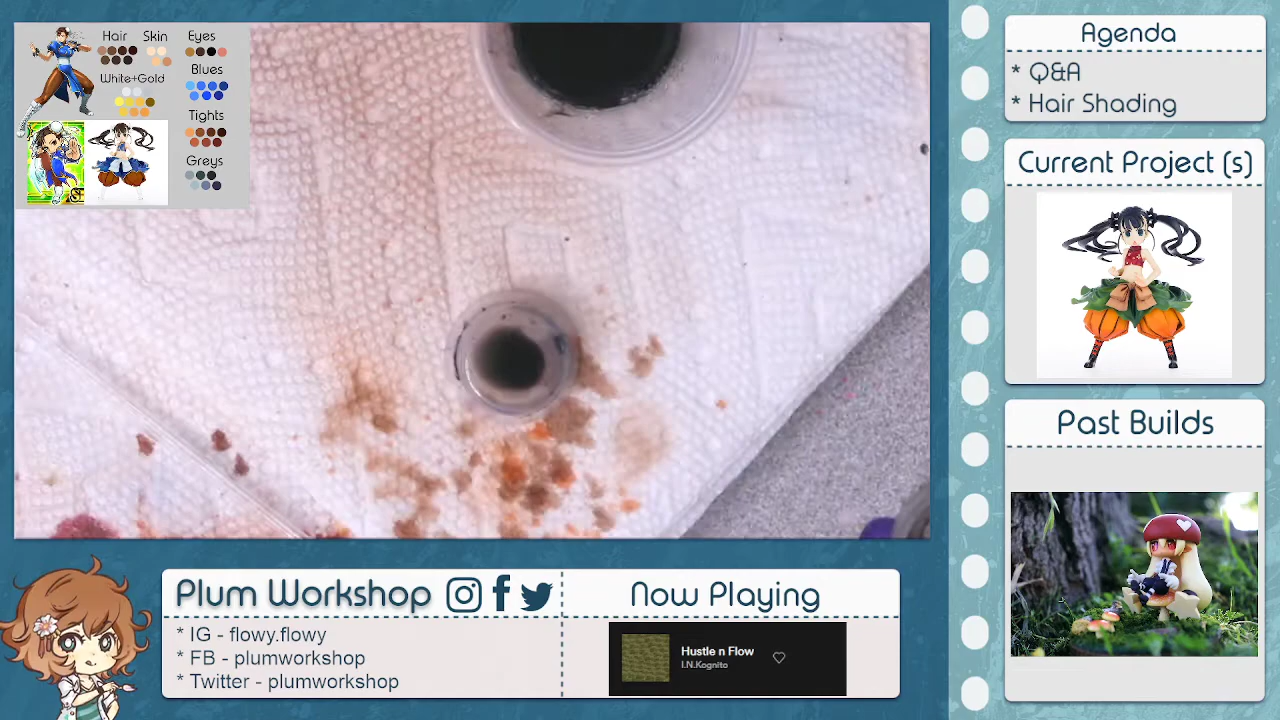 Hair Skin Eyes
White+Gold
Blues
Tights
Greys
SF
Agenda
* Q&A
* Hair Shading
Current Project (s)
Past Builds
Plum Workshop
* IG - flowy.flowy
* FB - plumworkshop
* Twitter - plumworkshop
Now Playing
Hustle n Flow
I.N.Kognito